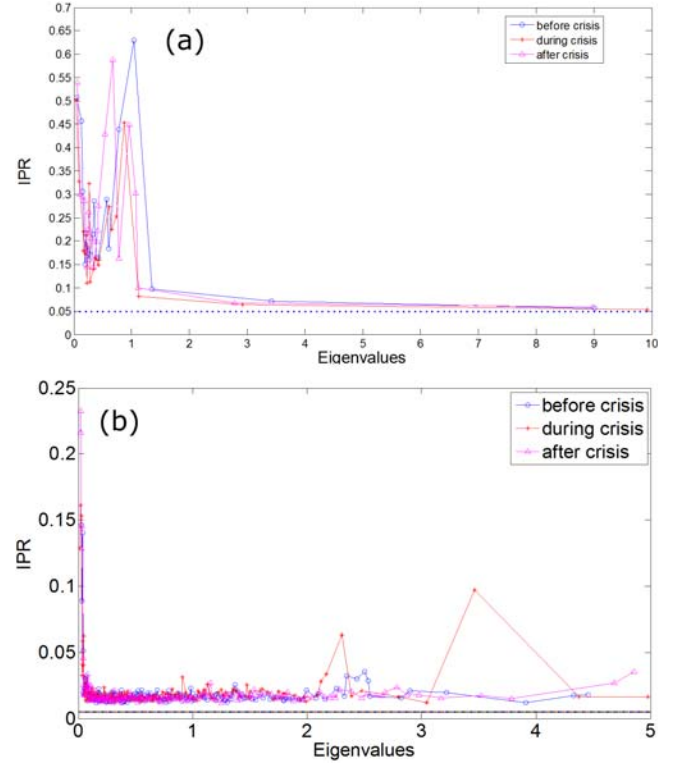 0.7
0.65
0.6
0.55
0.5
0.45
0.4
0.35
0.3
0.25
0.2
0.15
0.1
0.05
0
IPR
(a)
before crisis
during crisis
after crisis
0 1 2 3 4 5 6 7 8 9 10
Eigenvalues
0.25
0.2
0.15
0.1
0.05
0
IPR
(b)
before crisis
during crisis
after crisis
0 1 2 3 4 5
Eigenvalues